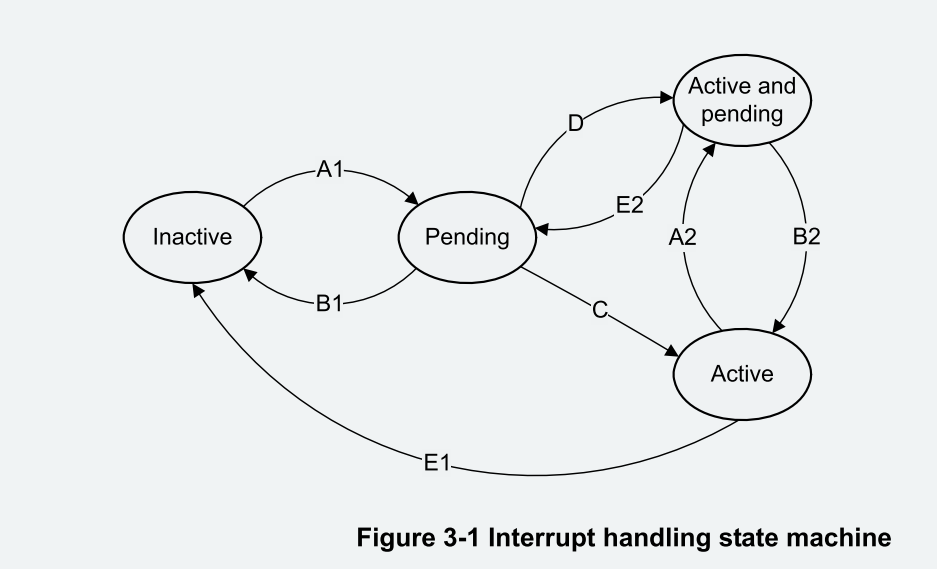 Active and
pending
D
A1
E2
Inactive
Pending
A2
B2
B1
C
Active
E1
Figure 3-1 Interrupt handling state machine